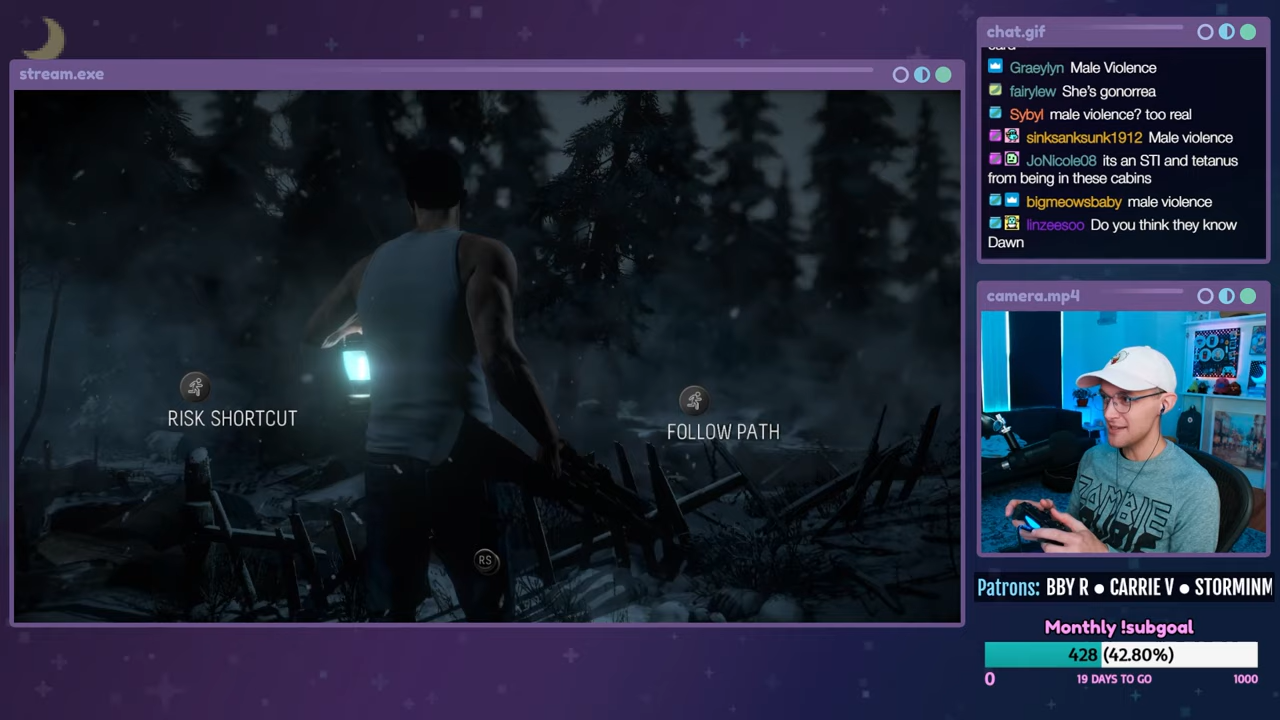 stream.exe
RISK SHORTCUT
FOLLOW PATH
RS
chat.gif
Graeylyn Male Violence
fairylew She's gonorrea
Sybyl male violence? too real
sinksanksunk1912 Male violence
JoNicole08 its an STI and tetanus
from being in these cabins
bigmeowsbaby male violence
linzeesoo Do you think they know
Dawn
camera.mp4
ZAMBIE
Patrons: BBY R ● CARRIE V ● STORMINM
Monthly !subgoal
428 (42.80%)
0 19 DAYS TO GO 1000